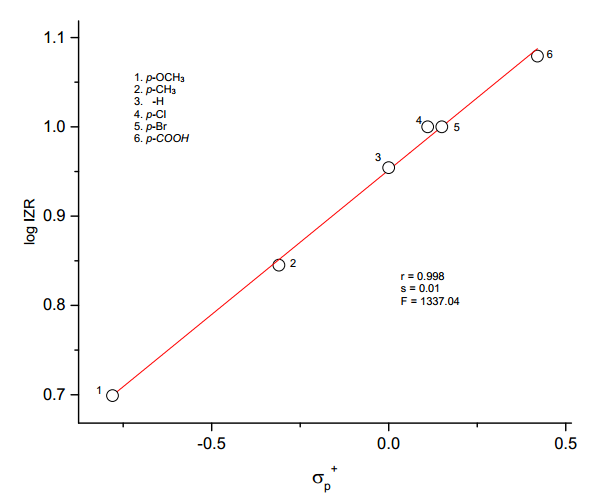 1.1
1. p-OCH₃
2. p-CH₃
3. -H
4. p-Cl
5. p-Br
6. p-COOH
6
1.0
4
5
3
log IZR
0.9
2
r = 0.998
s = 0.01
F = 1337.04
0.8
0.7
1
-0.5
0.0
0.5
σp+